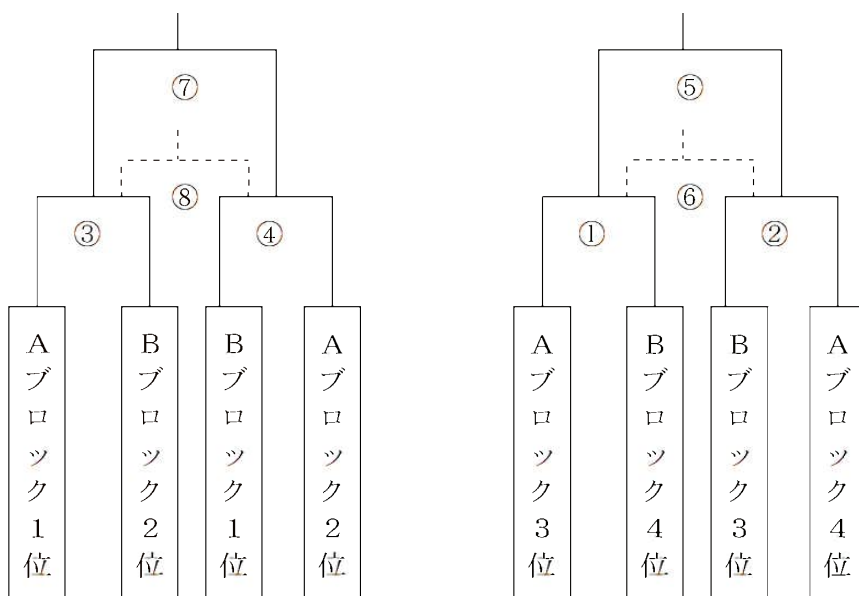 ⑦
⑤
⑧
⑥
③
④
①
②
Aブロック1位
Bブロック2位
Bブロック1位
Aブロック2位
Aブロック3位
Bブロック4位
Bブロック3位
Aブロック4位